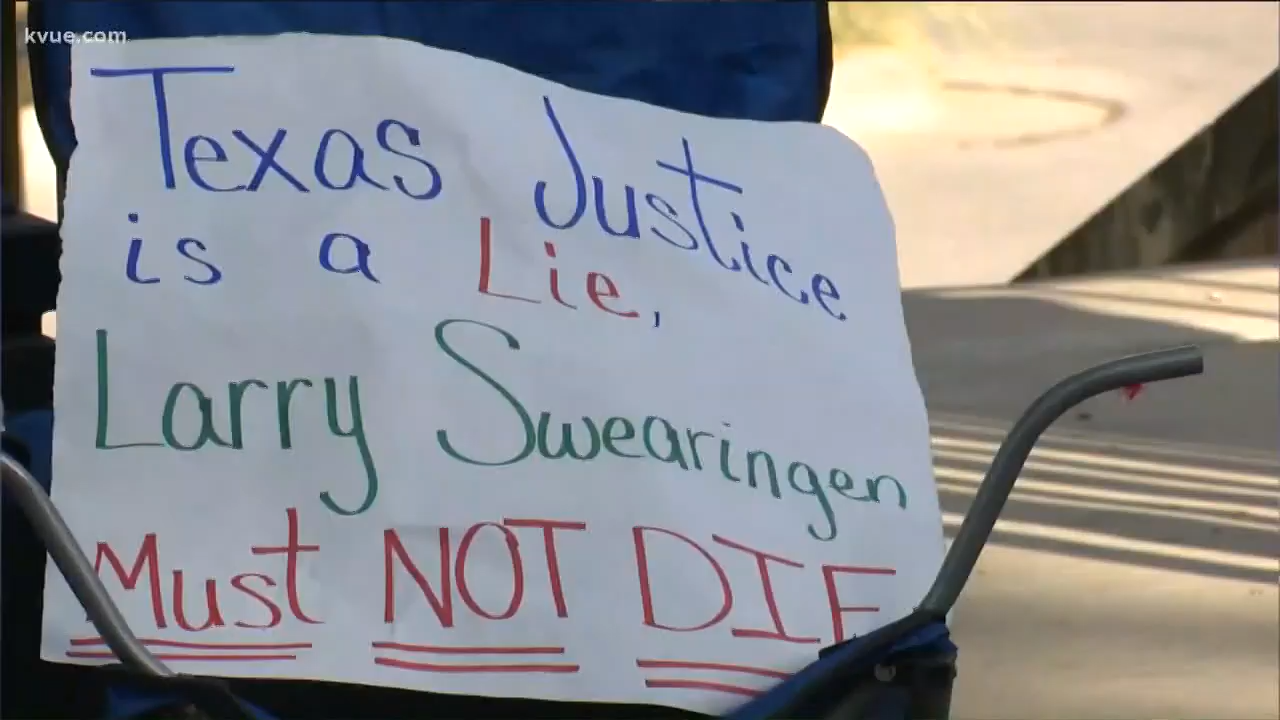 kvue.com
Texas Justice
is a Lie,
Larry Swearingen
Must NOT DIE